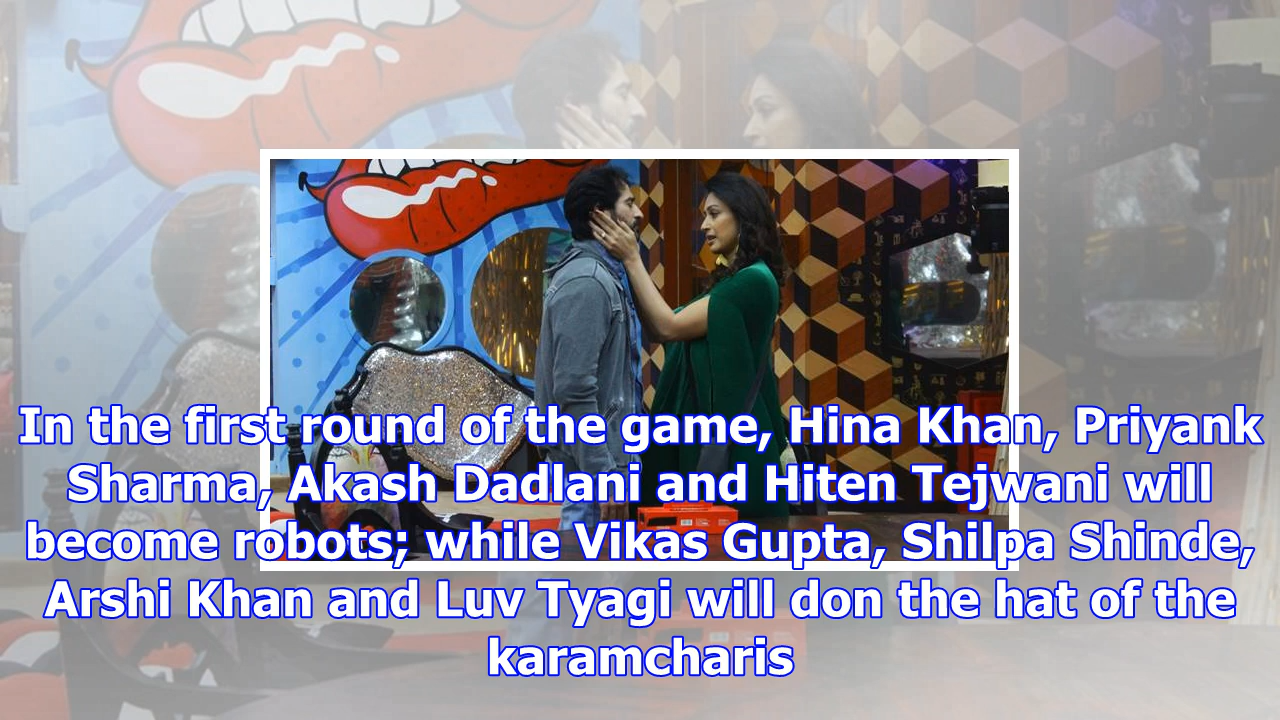 In the first round of the game, Hina Khan, Priyank
Sharma, Akash Dadlani and Hiten Tejwani will
become robots; while Vikas Gupta, Shilpa Shinde,
Arshi Khan and Luv Tyagi will don the hat of the
karamcharis